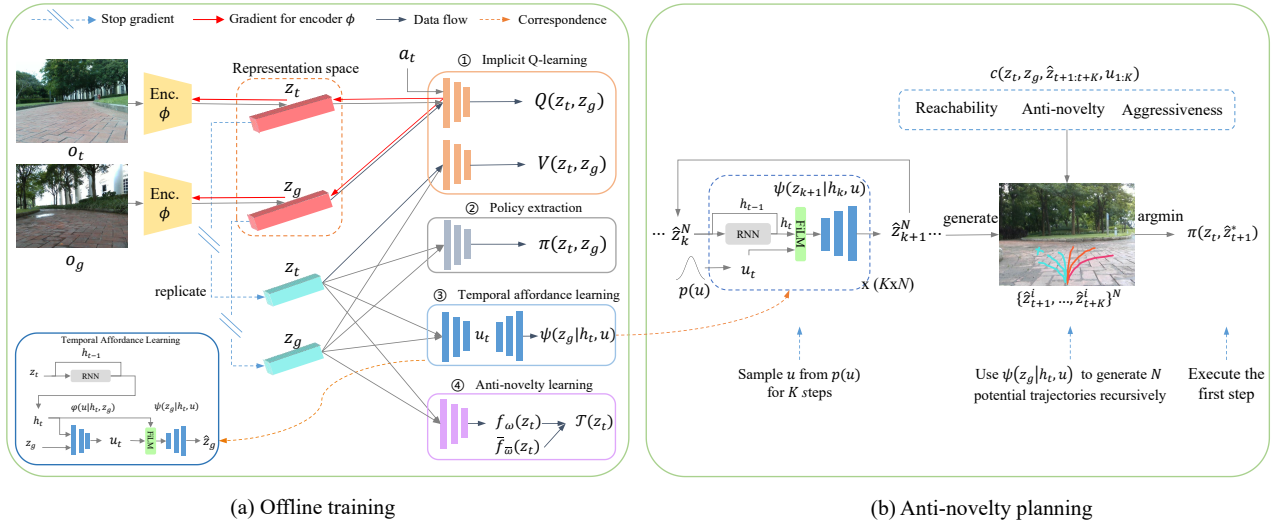 Stop gradient
Gradient for encoder ϕ
Data flow
Correspondence
Representation space
a_t
① Implicit Q-learning
o_t
Enc.
ϕ
z_t
Q(z_t, z_g)
V(z_t, z_g)
o_g
Enc.
ϕ
z_g
② Policy extraction
π(z_t, z_g)
replicate
z_t
③ Temporal affordance learning
u_t
ψ(z_g|h_t, u)
z_g
④ Anti-novelty learning
f_ω(z_t)
f̄_ϖ(z_t)
𝒯(z_t)
Temporal Affordance Learning
h_{t−1}
z_t
RNN
h_t
φ(u|h_t, z_g)
ψ(z_g|h_t, u)
z_g
u_t
FiLM
ẑ_g
(a) Offline training
c(z_t, z_g, ẑ_{t+1:t+K}, u_{1:K})
Reachability
Anti-novelty
Aggressiveness
ψ(z_{k+1}|h_k, u)
h_{t−1}
... ẑ_k^N
RNN
h_t
FiLM
ẑ_{k+1}^N ...
p(u)
u_t
x (KxN)
generate
argmin
π(z_t, ẑ*_{t+1})
{ẑ_{t+1}^i, ..., ẑ_{t+K}^i}^N
Sample u from p(u)
for K steps
Use ψ(z_g|h_t, u) to generate N
potential trajectories recursively
Execute the
first step
(b) Anti-novelty planning